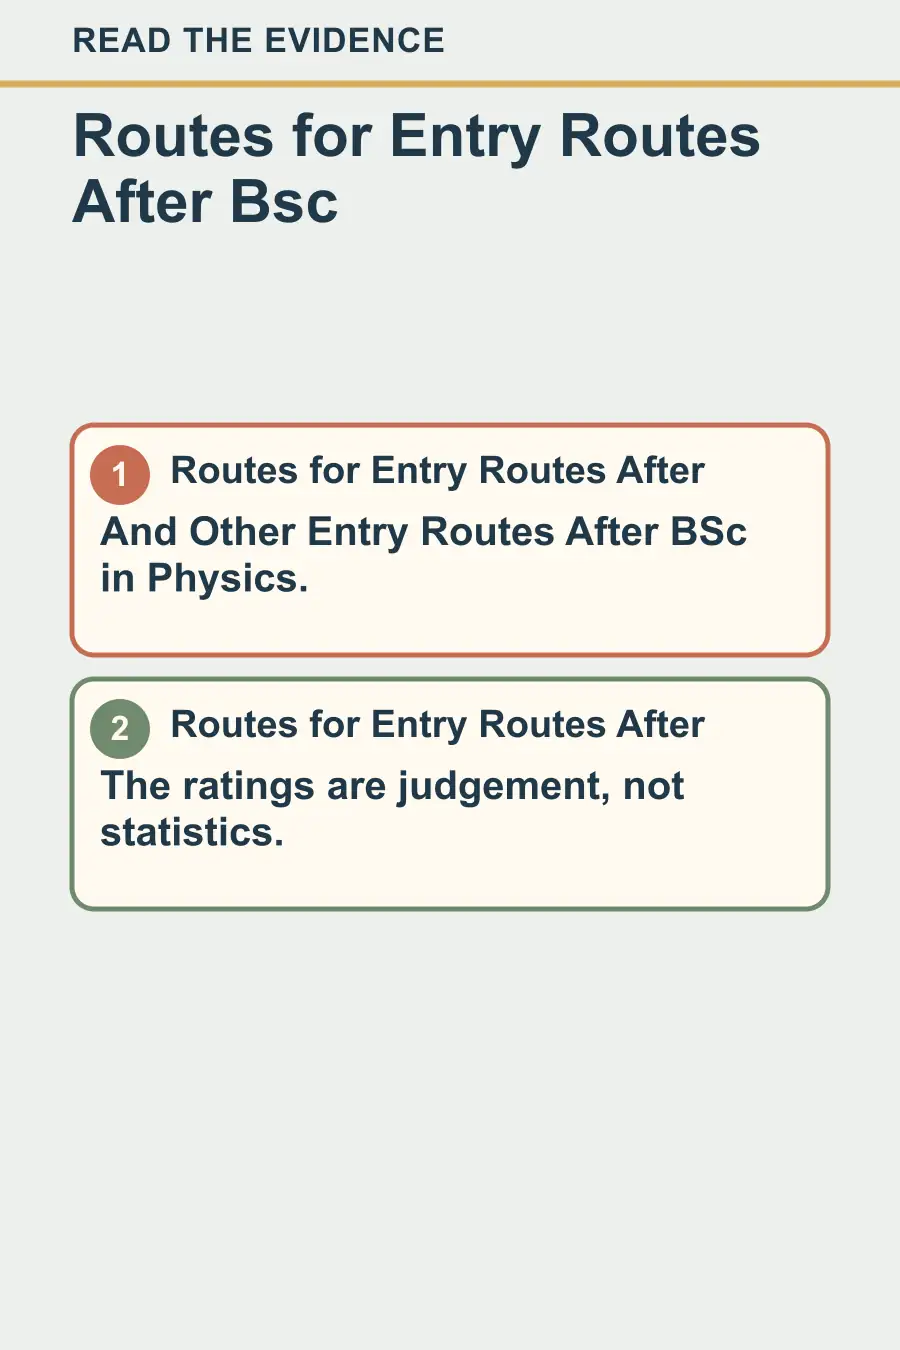 READ THE EVIDENCE
Routes for Entry Routes
After Bsc
1
Routes for Entry Routes After
And Other Entry Routes After BSc
in Physics.
2
Routes for Entry Routes After
The ratings are judgement, not
statistics.